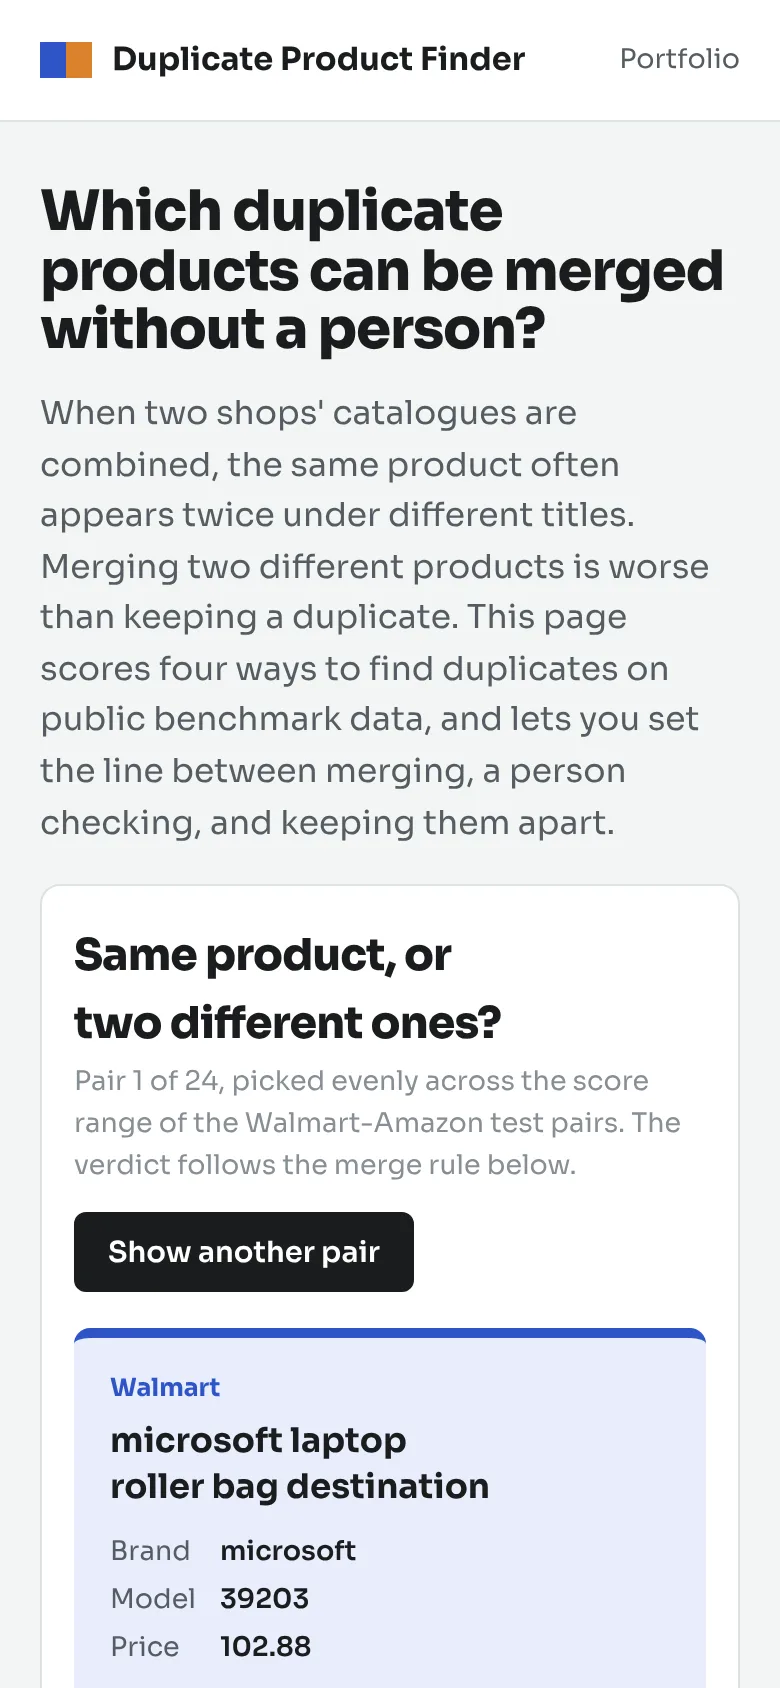 Duplicate Product Finder
Portfolio
Which duplicate
products can be merged
without a person?
When two shops' catalogues are
combined, the same product often
appears twice under different titles.
Merging two different products is worse
than keeping a duplicate. This page
scores four ways to find duplicates on
public benchmark data, and lets you set
the line between merging, a person
checking, and keeping them apart.
Same product, or
two different ones?
Pair 1 of 24, picked evenly across the score
range of the Walmart-Amazon test pairs. The
verdict follows the merge rule below.
Show another pair
Walmart
microsoft laptop
roller bag destination
Brand microsoft
Model 39203
Price 102.88